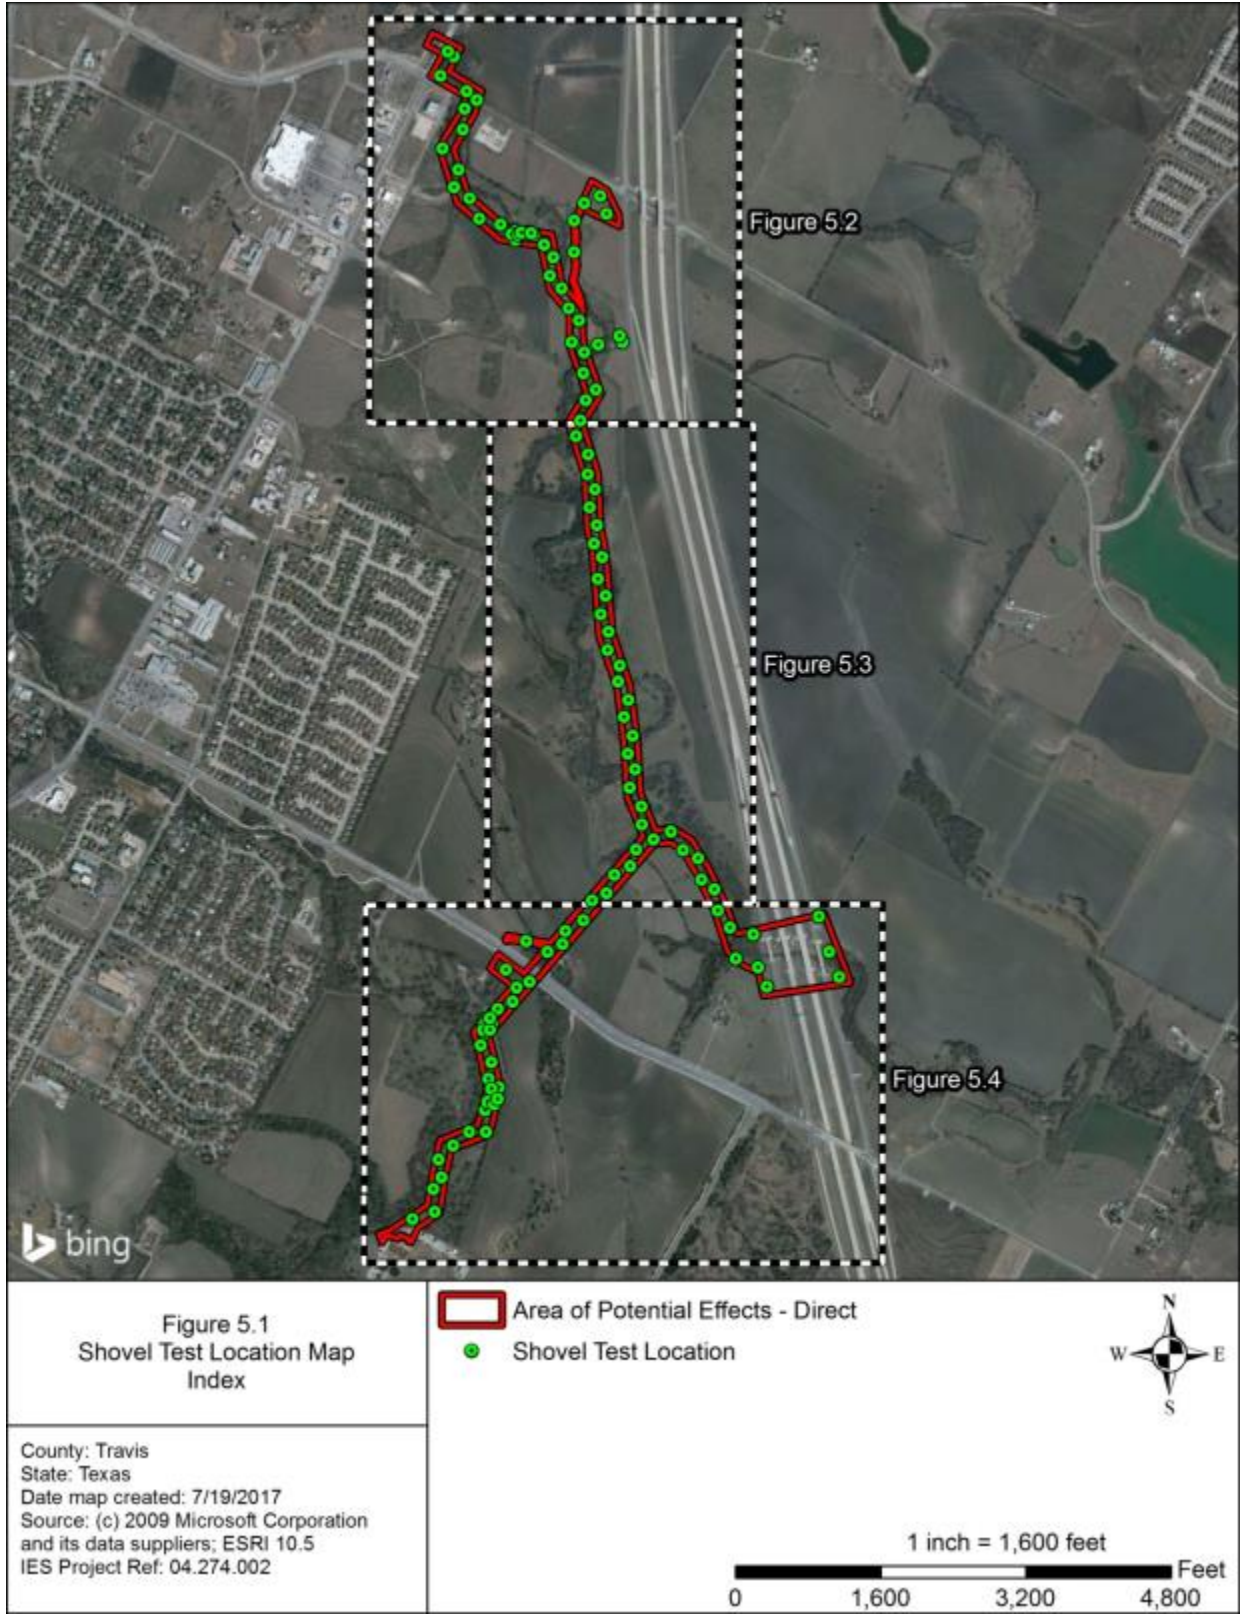 Figure 5.2
Figure 5.3
Figure 5.4
bing
Figure 5.1
Shovel Test Location Map
Index
County: Travis
State: Texas
Date map created: 7/19/2017
Source: (c) 2009 Microsoft Corporation
and its data suppliers; ESRI 10.5
IES Project Ref: 04.274.002
Area of Potential Effects - Direct
Shovel Test Location
N
W E
S
1 inch = 1,600 feet
Feet
0 1,600 3,200 4,800